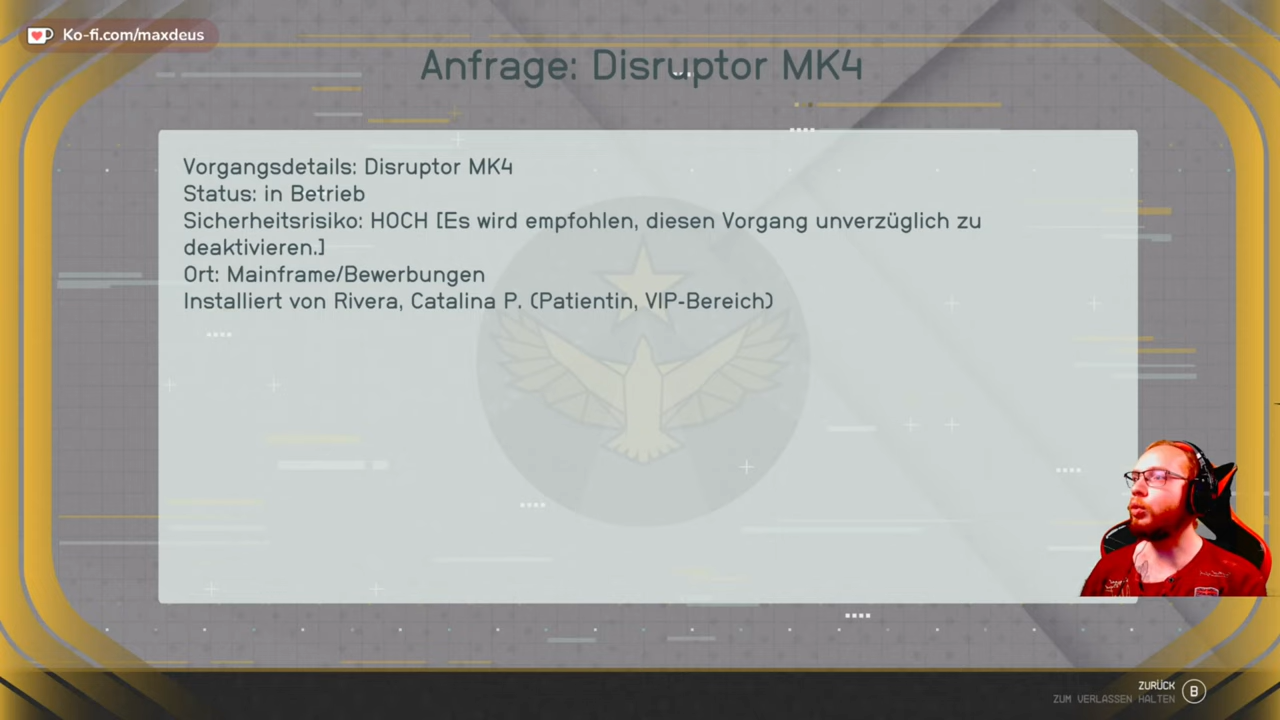 Ko-fi.com/maxdeus
Anfrage: Disruptor MK4
Vorgangsdetails: Disruptor MK4
Status: in Betrieb
Sicherheitsrisiko: HOCH [Es wird empfohlen, diesen Vorgang unverzüglich zu
deaktivieren.]
Ort: Mainframe/Bewerbungen
Installiert von Rivera, Catalina P. (Patientin, VIP-Bereich)
ZURÜCK
ZUM VERLASSEN HALTEN
B